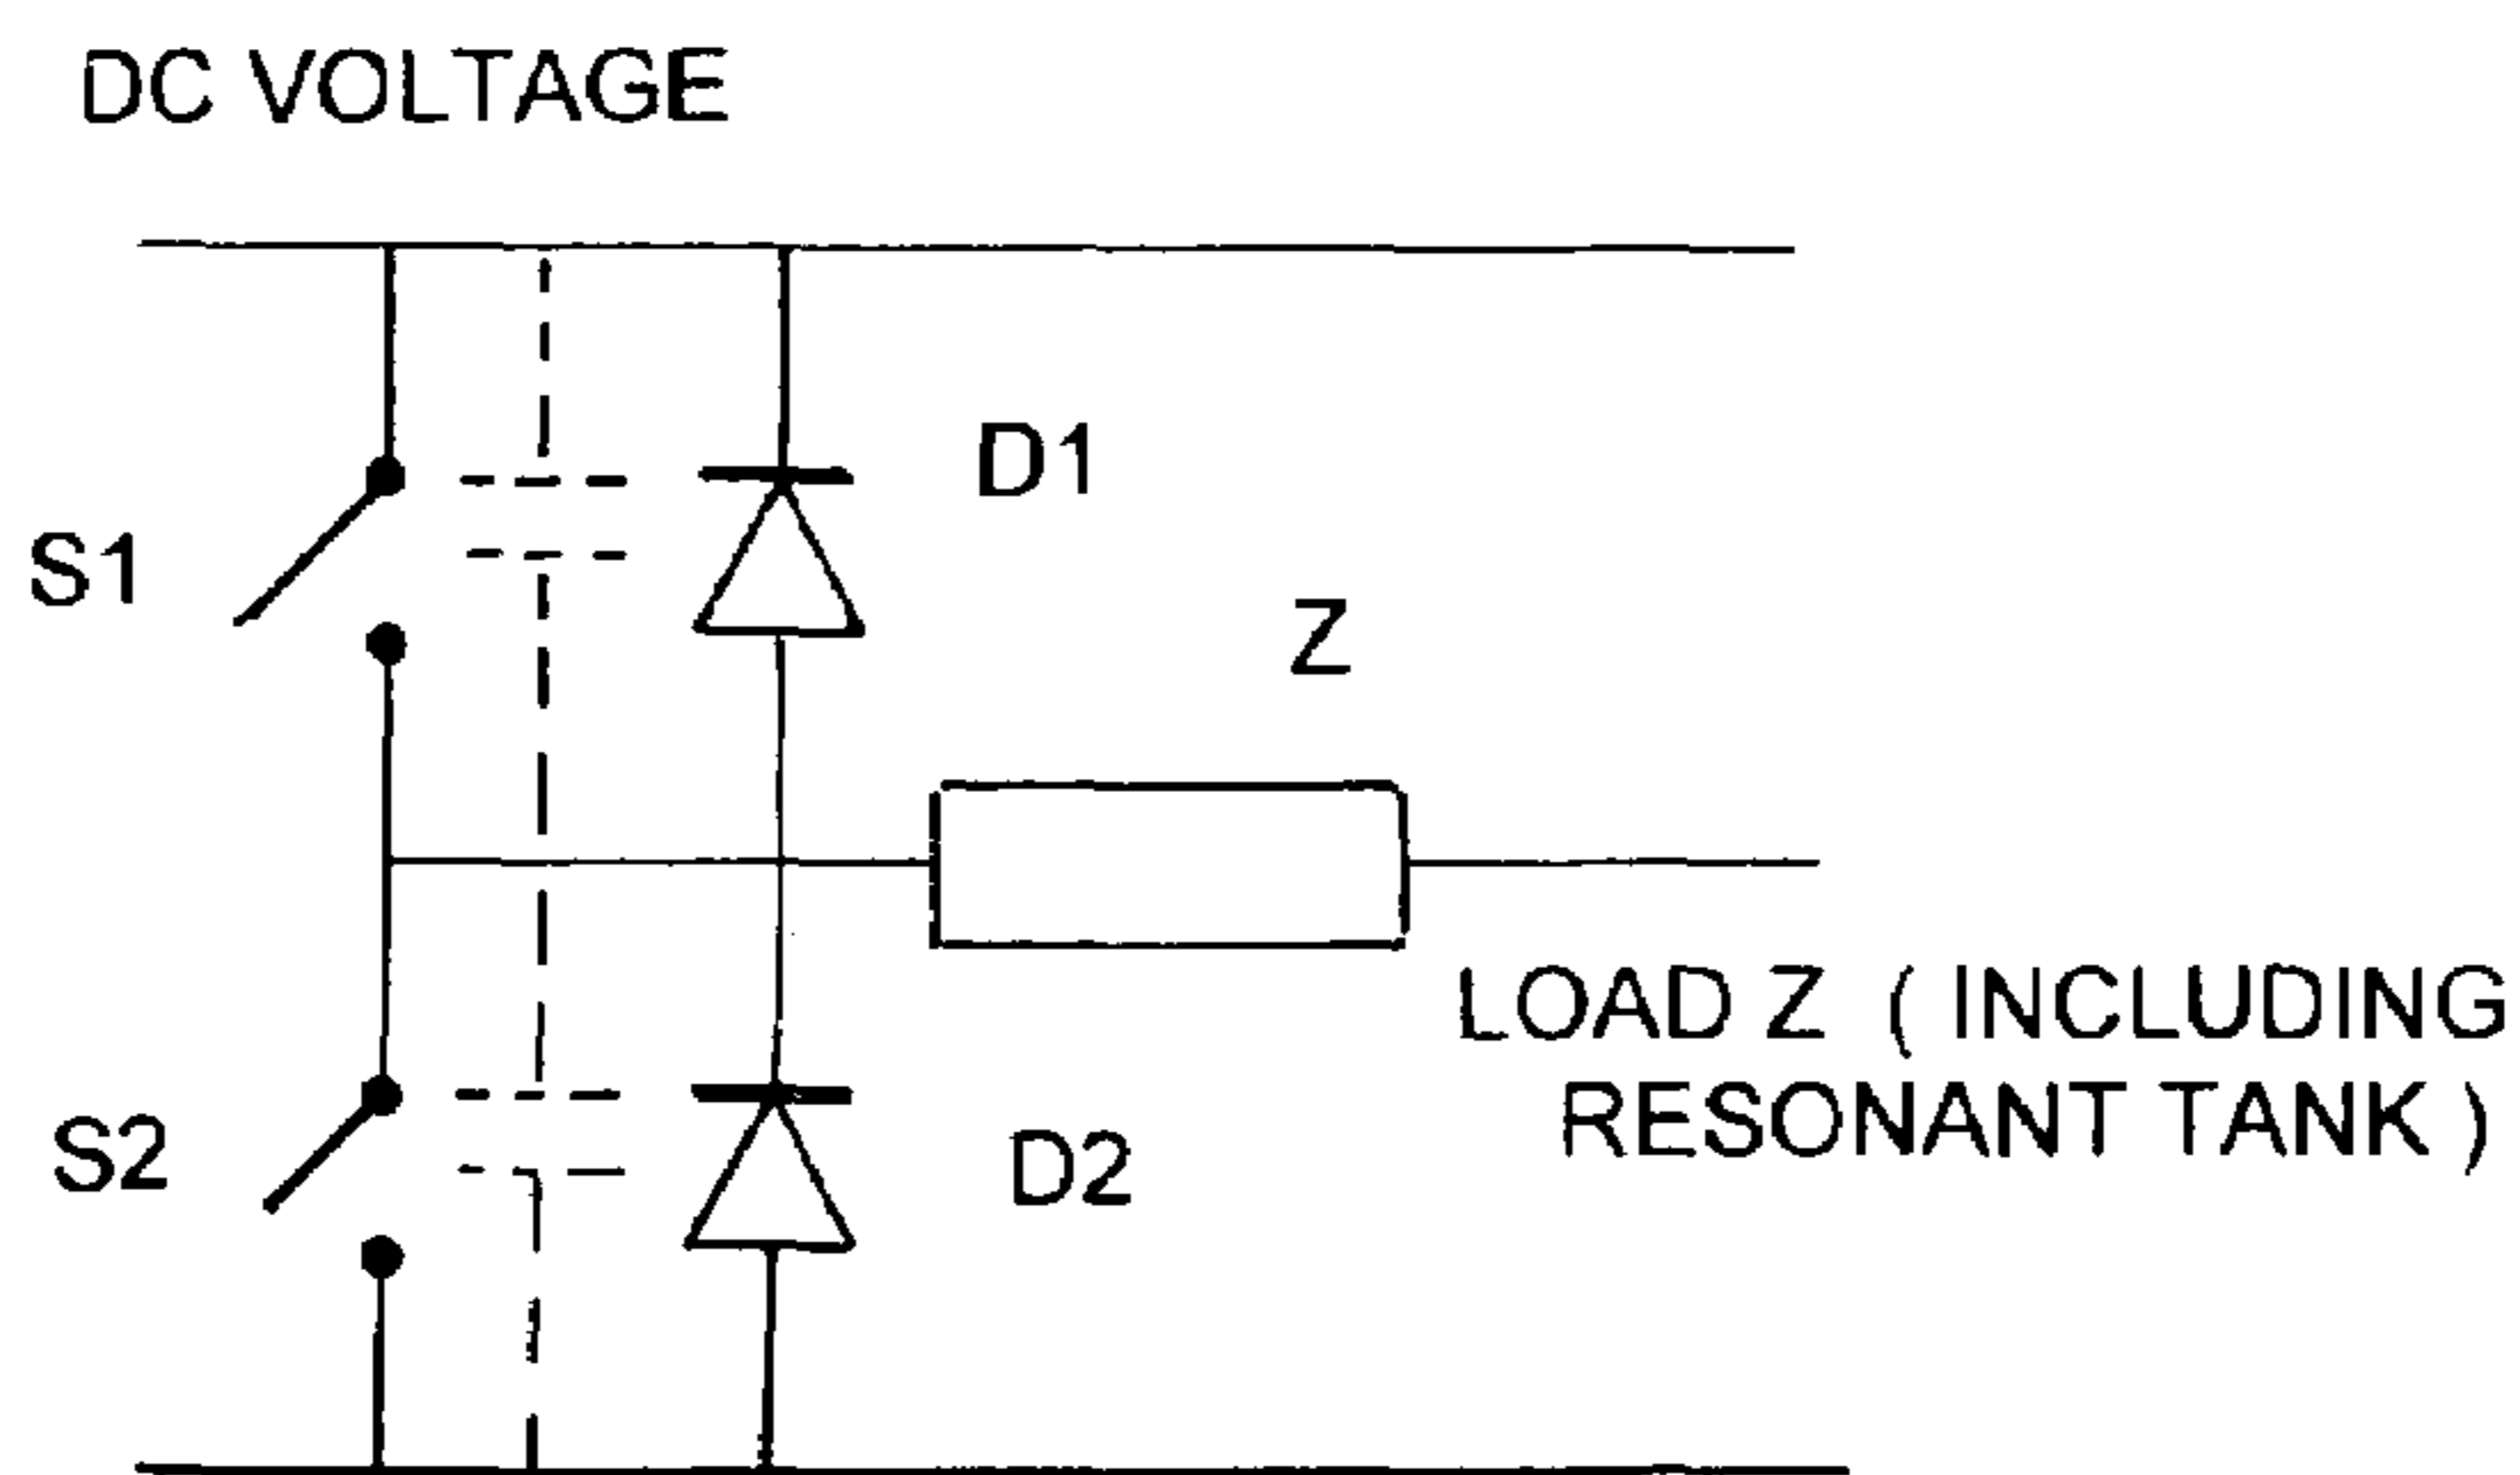 DC VOLTAGE
D1
S1
Z
LOAD Z ( INCLUDING
RESONANT TANK )
S2
D2